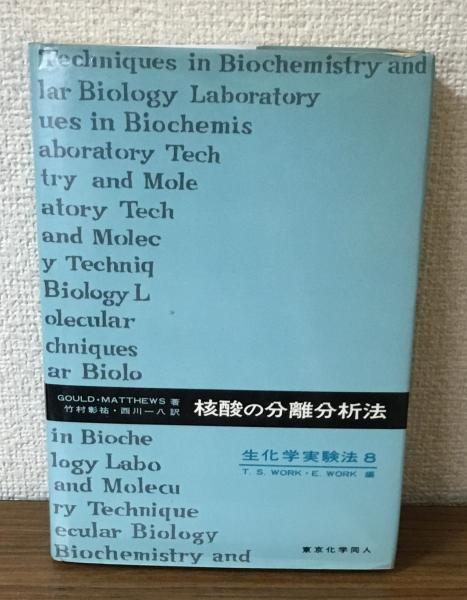 Techniques in Biochemistry and
lar Biology Laboratory
ues in Biochemis
aboratory Tech
try and Mole
atory Tech
and Molec
y Techniq
Biology L
olecular
chniques
ar Biolo
GOULD・MATTHEWS 著
竹村彰祐・西川一八 訳
核酸の分離分析法
in Bioche
logy Labo
and Molecu
ry Technique
ecular Biology
Biochemistry and
生化学実験法 8
T. S. WORK・E. WORK 編
東京化学同人